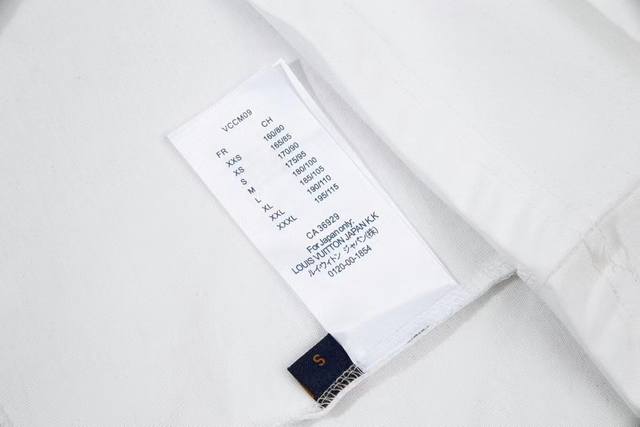 VCCM09
FR CH
XXS 160/80
XS 165/85
S 170/90
M 175/95
L 180/100
XL 185/105
XXL 190/110
XXXL 195/115
CA 36929
For Japan only:
LOUIS VUITTON JAPAN K.K
ルイ・ウィトン ジャパン(株)
0120-00-1854
S